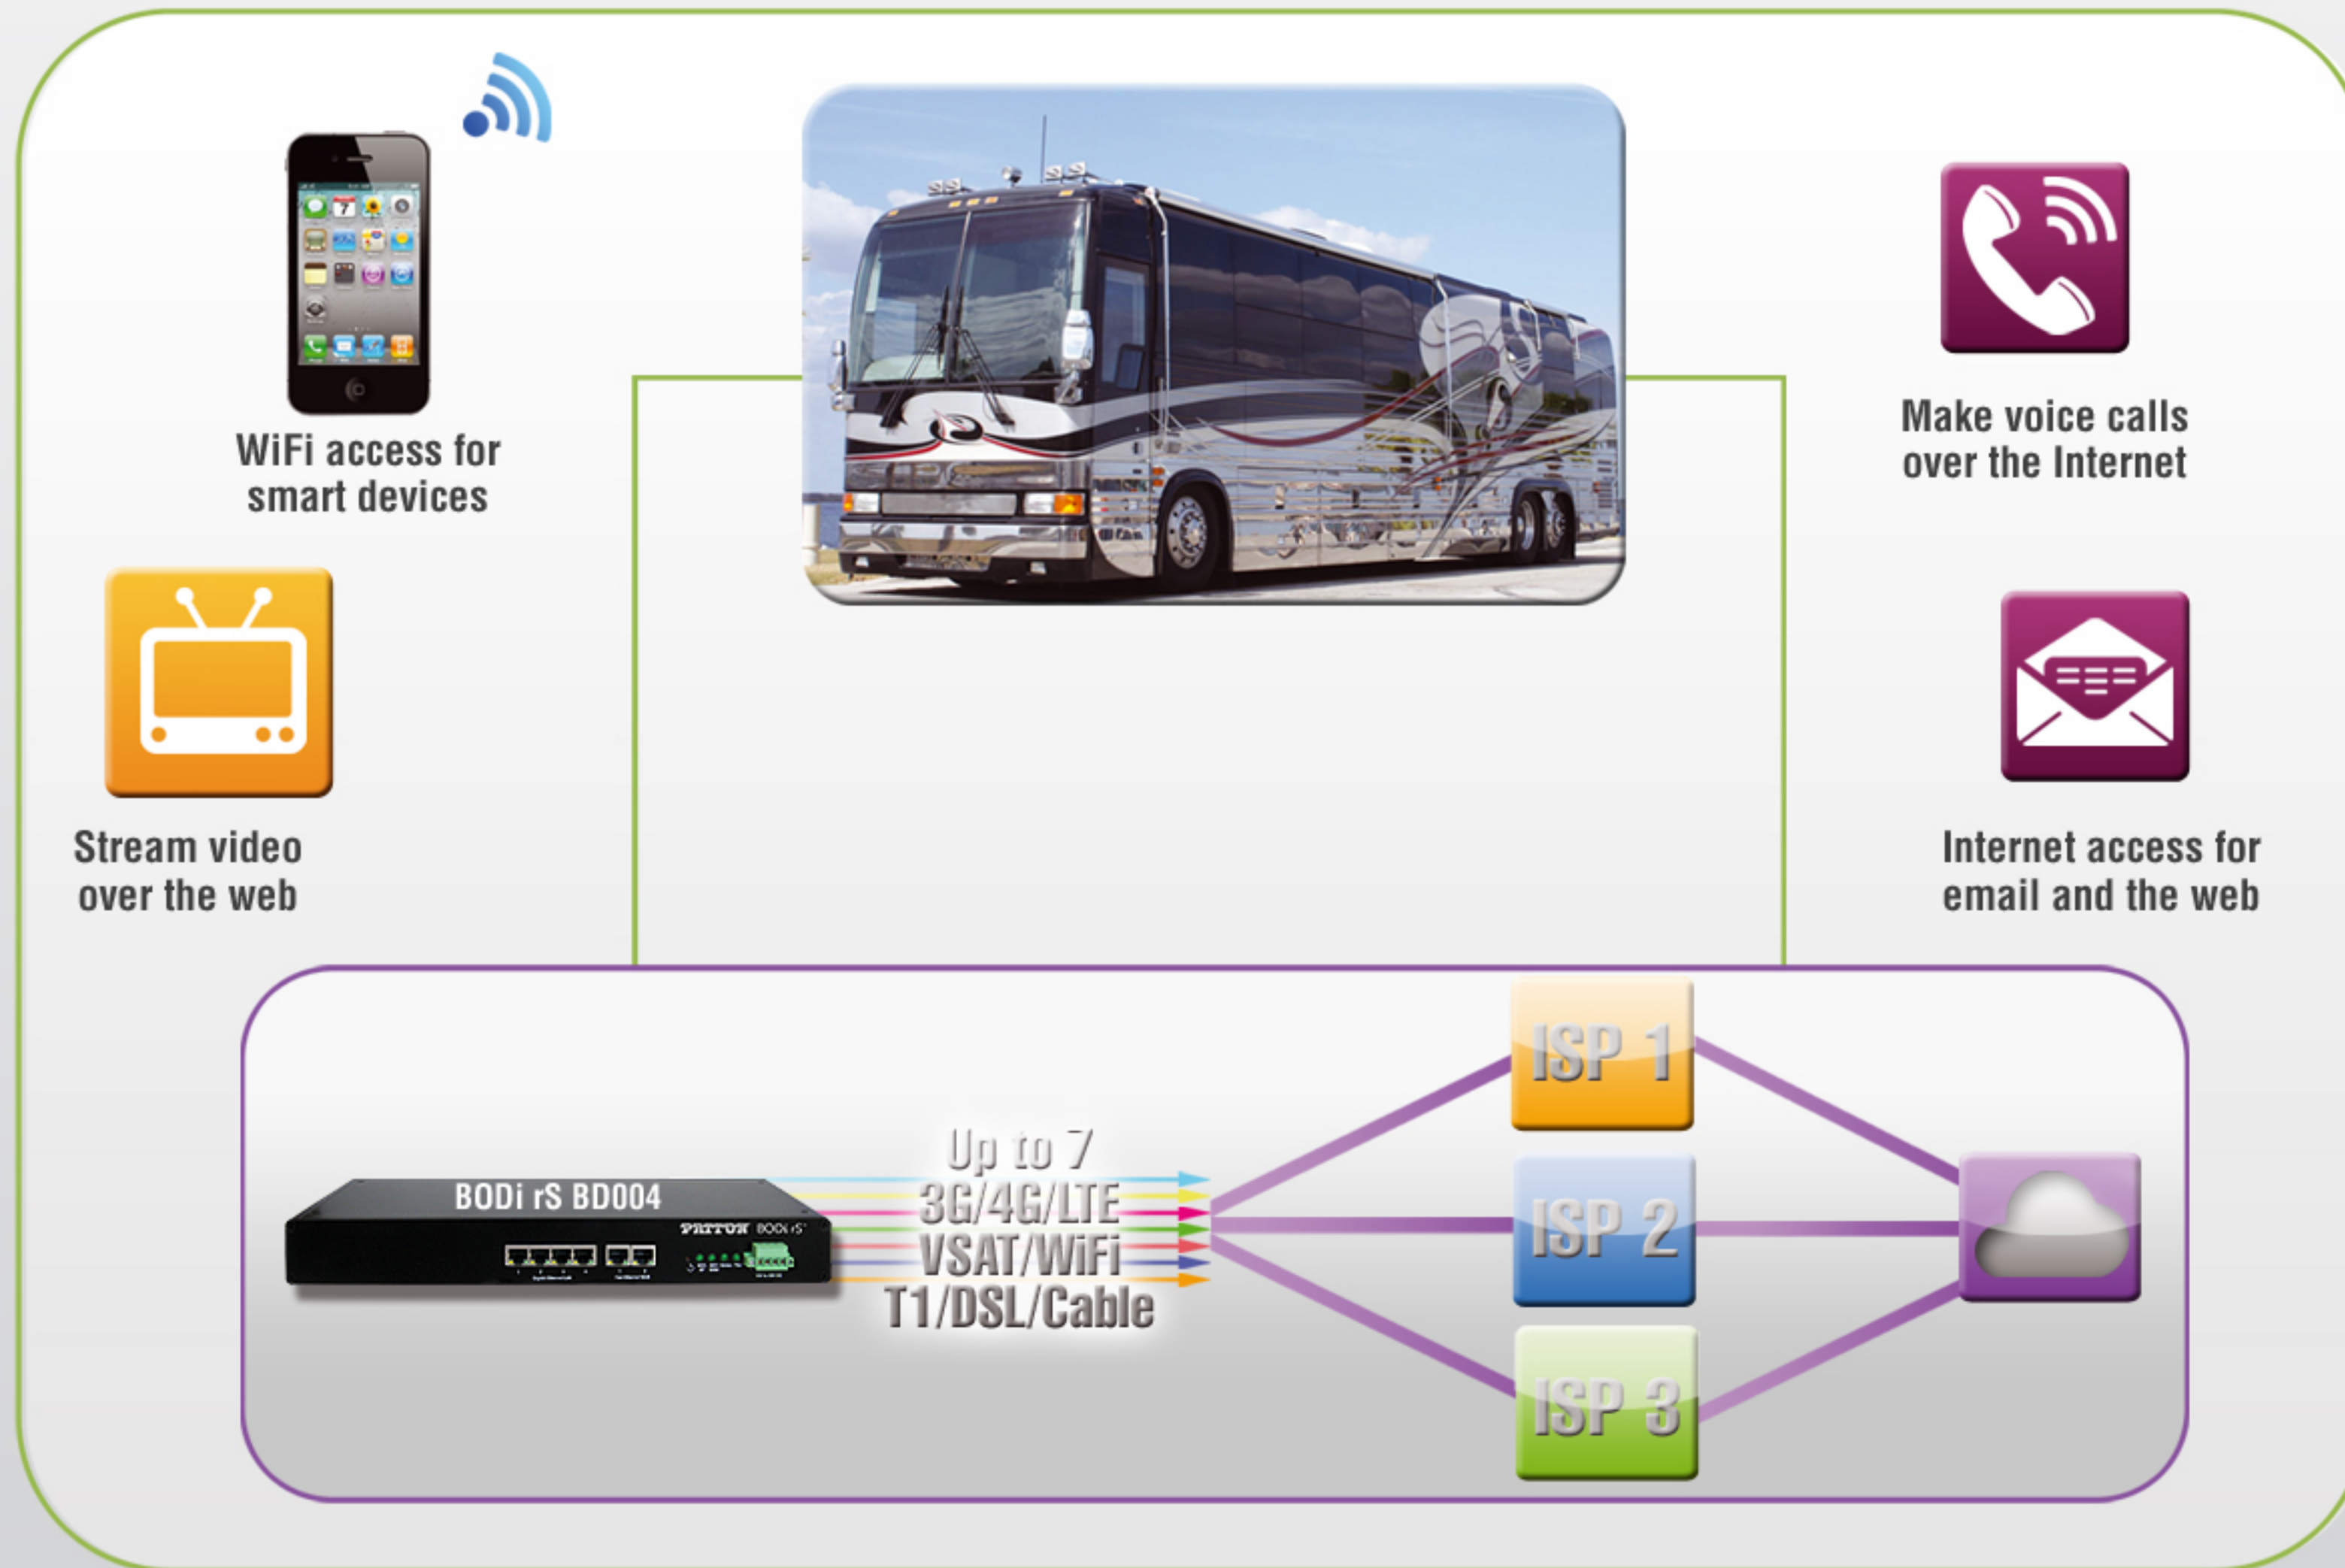 WiFi access for
smart devices
Make voice calls
over the Internet
Stream video
over the web
Internet access for
email and the web
BODi rS BD004
PATTON BODi rS
Up to 7
3G/4G/LTE
VSAT/WiFi
T1/DSL/Cable
ISP 1
ISP 2
ISP 3
7